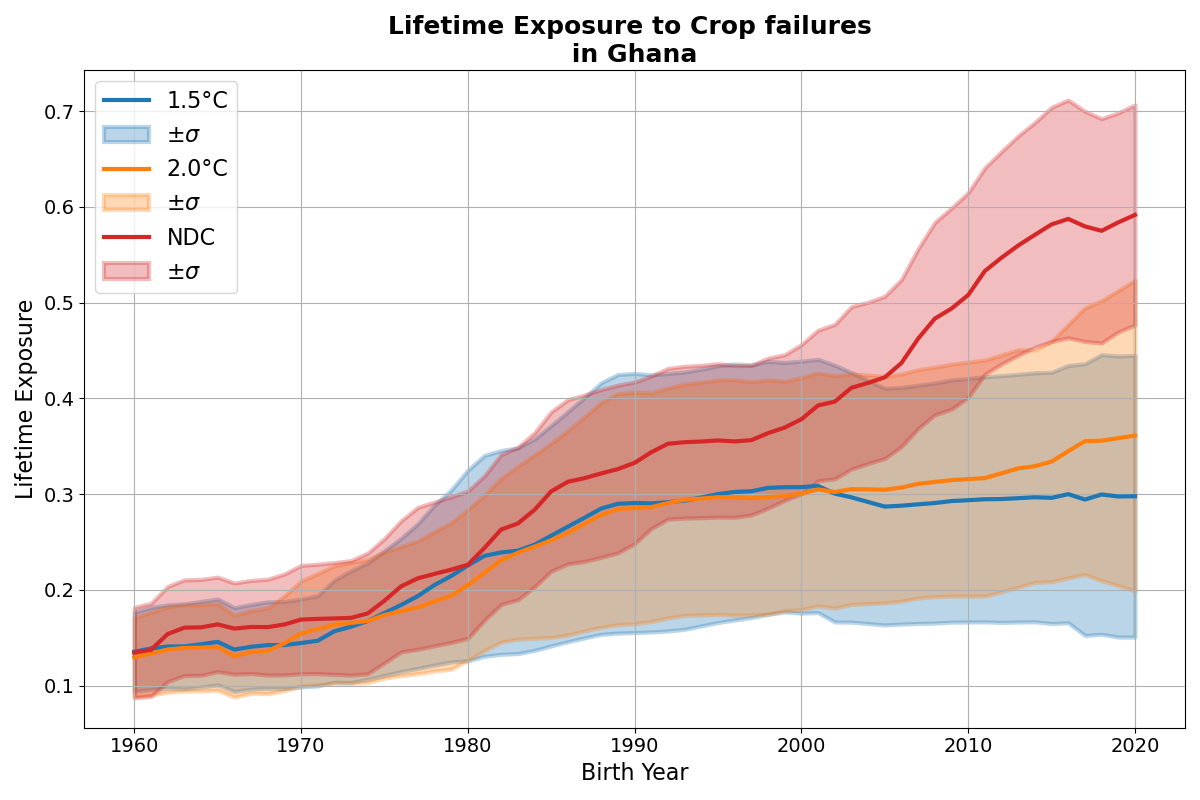 Lifetime Exposure to Crop failures
in Ghana
1.5°C
±σ
2.0°C
±σ
NDC
±σ
Lifetime Exposure
0.7
0.6
0.5
0.4
0.3
0.2
0.1
1960 1970 1980 1990 2000 2010 2020
Birth Year